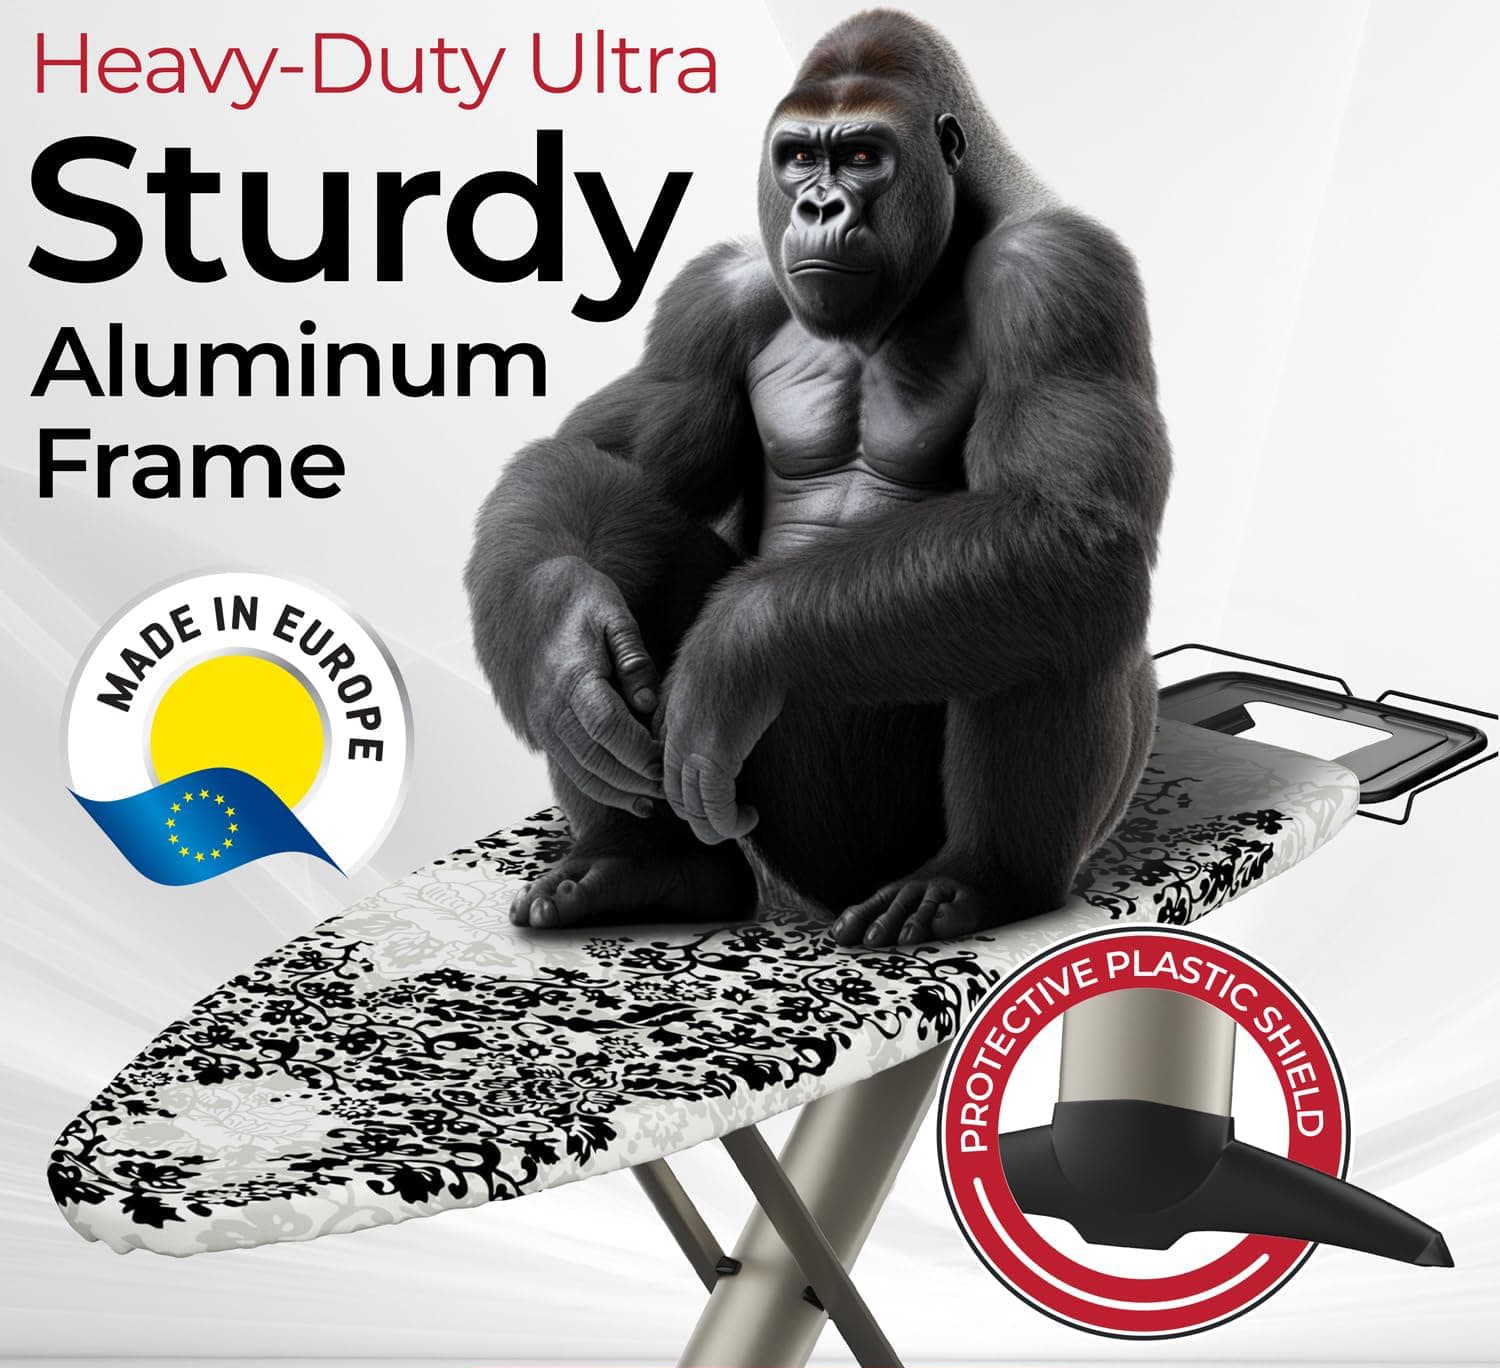 Heavy-Duty Ultra
Sturdy
Aluminum
Frame
MADE IN EUROPE
PROTECTIVE PLASTIC SHIELD